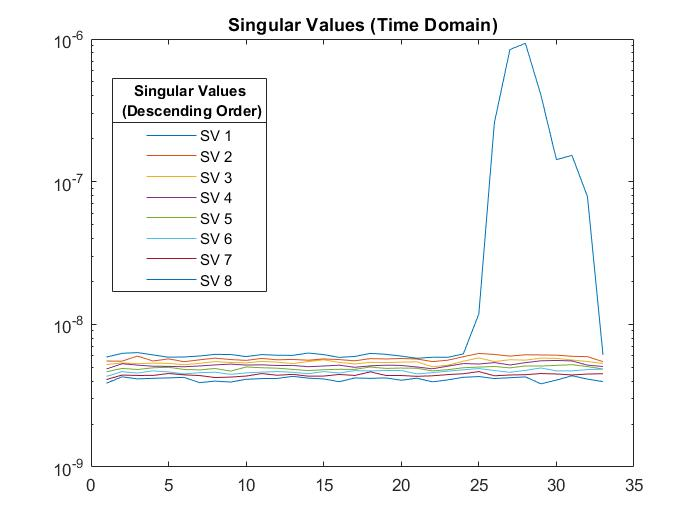 Singular Values (Time Domain)
10^-6
10^-7
10^-8
10^-9
Singular Values
(Descending Order)
SV 1
SV 2
SV 3
SV 4
SV 5
SV 6
SV 7
SV 8
0 5 10 15 20 25 30 35